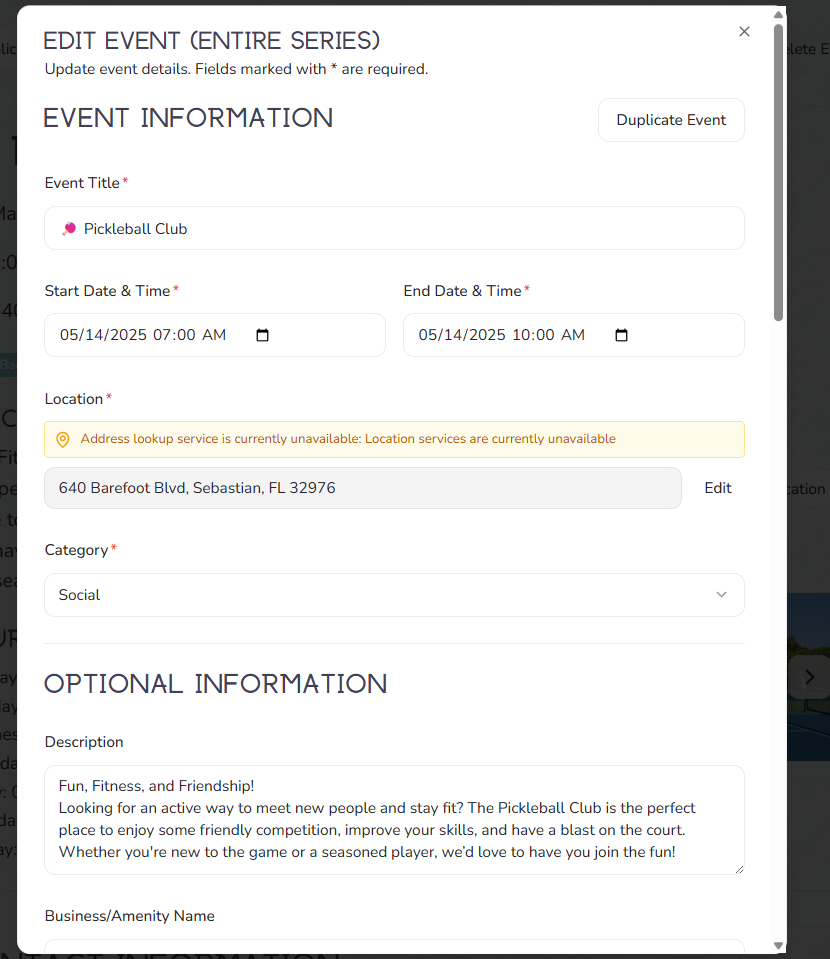 EDIT EVENT (ENTIRE SERIES)
Update event details. Fields marked with * are required.
EVENT INFORMATION
Duplicate Event
Event Title*
Pickleball Club
Start Date & Time*
End Date & Time*
05/14/2025 07:00 AM
05/14/2025 10:00 AM
Location*
Address lookup service is currently unavailable: Location services are currently unavailable
640 Barefoot Blvd, Sebastian, FL 32976
Edit
Category*
Social
OPTIONAL INFORMATION
Description
Fun, Fitness, and Friendship!
Looking for an active way to meet new people and stay fit? The Pickleball Club is the perfect
place to enjoy some friendly competition, improve your skills, and have a blast on the court.
Whether you're new to the game or a seasoned player, we’d love to have you join the fun!
Business/Amenity Name